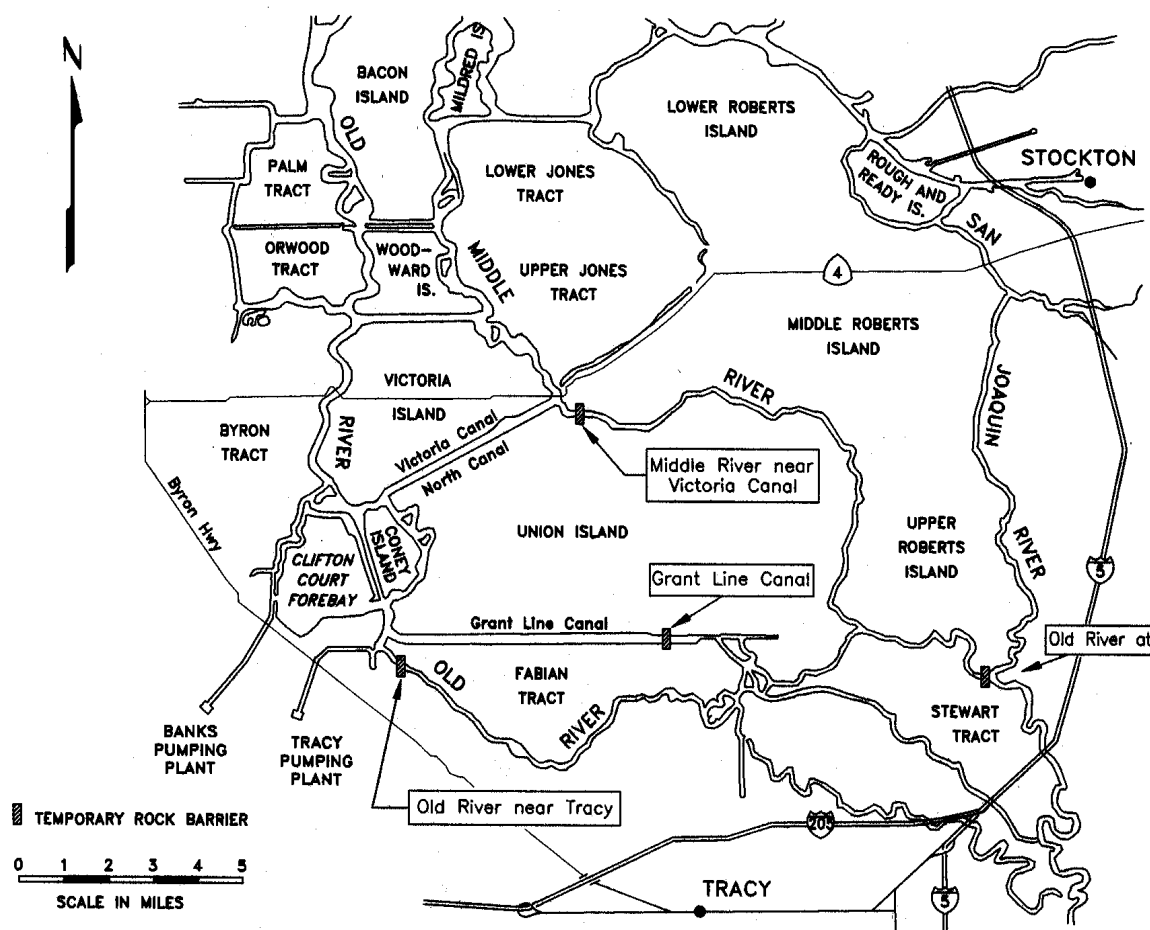 N
BACON
ISLAND
MILDRED IS
LOWER ROBERTS
ISLAND
OLD
PALM
TRACT
LOWER JONES
TRACT
STOCKTON
ROUGH AND
READY IS.
SAN
ORWOOD
TRACT
WOOD-
WARD
IS.
MIDDLE
UPPER JONES
TRACT
4
MIDDLE ROBERTS
ISLAND
VICTORIA
ISLAND
RIVER
JOAQUIN
BYRON
TRACT
RIVER
Victoria Canal
North Canal
Middle River near
Victoria Canal
Byron Hwy
UNION ISLAND
UPPER
ROBERTS
ISLAND
RIVER
CONEY
ISLAND
CLIFTON
COURT
FOREBAY
Grant Line Canal
5
Grant Line Canal
Old River at
OLD
FABIAN
TRACT
RIVER
STEWART
TRACT
BANKS
PUMPING
PLANT
TRACY
PUMPING
PLANT
Old River near Tracy
TEMPORARY ROCK BARRIER
205
0 1 2 3 4 5
SCALE IN MILES
TRACY
5